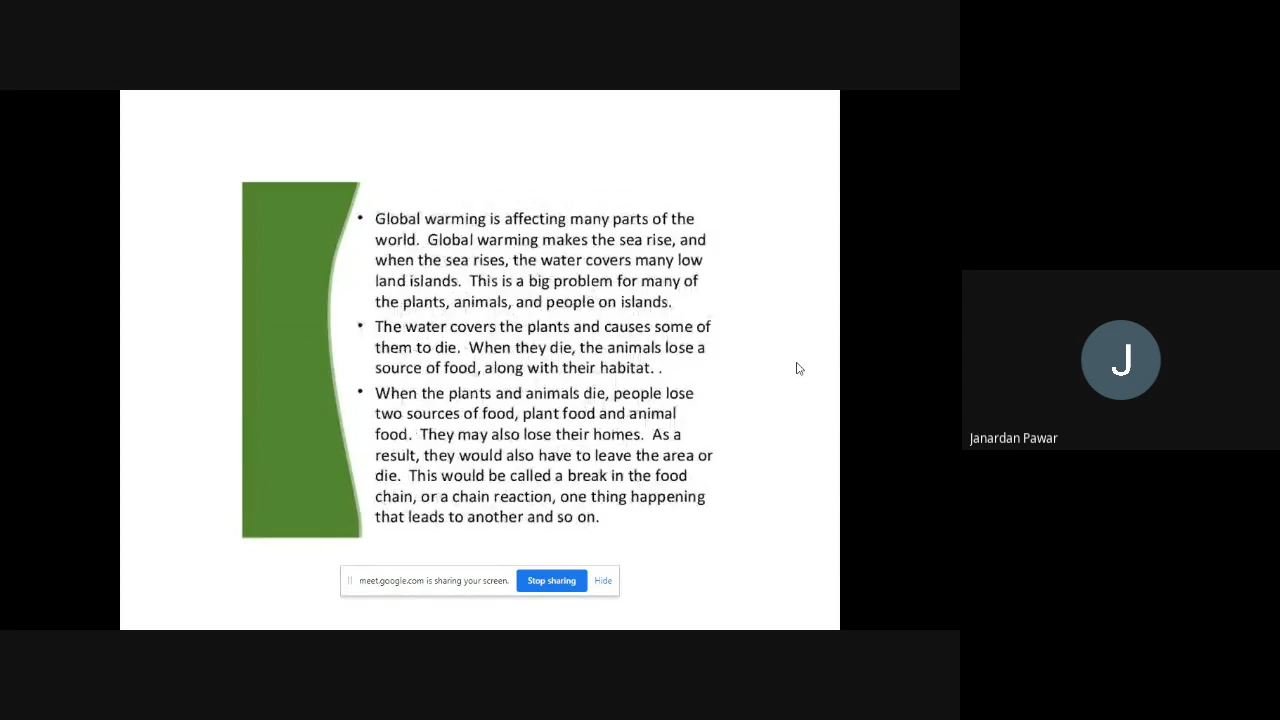 • Global warming is affecting many parts of the
world.  Global warming makes the sea rise, and
when the sea rises, the water covers many low
land islands.  This is a big problem for many of
the plants, animals, and people on islands.
• The water covers the plants and causes some of
them to die.  When they die, the animals lose a
source of food, along with their habitat. .
• When the plants and animals die, people lose
two sources of food, plant food and animal
food.  They may also lose their homes.  As a
result, they would also have to leave the area or
die.  This would be called a break in the food
chain, or a chain reaction, one thing happening
that leads to another and so on.
meet.google.com is sharing your screen. Stop sharing Hide
J
Janardan Pawar